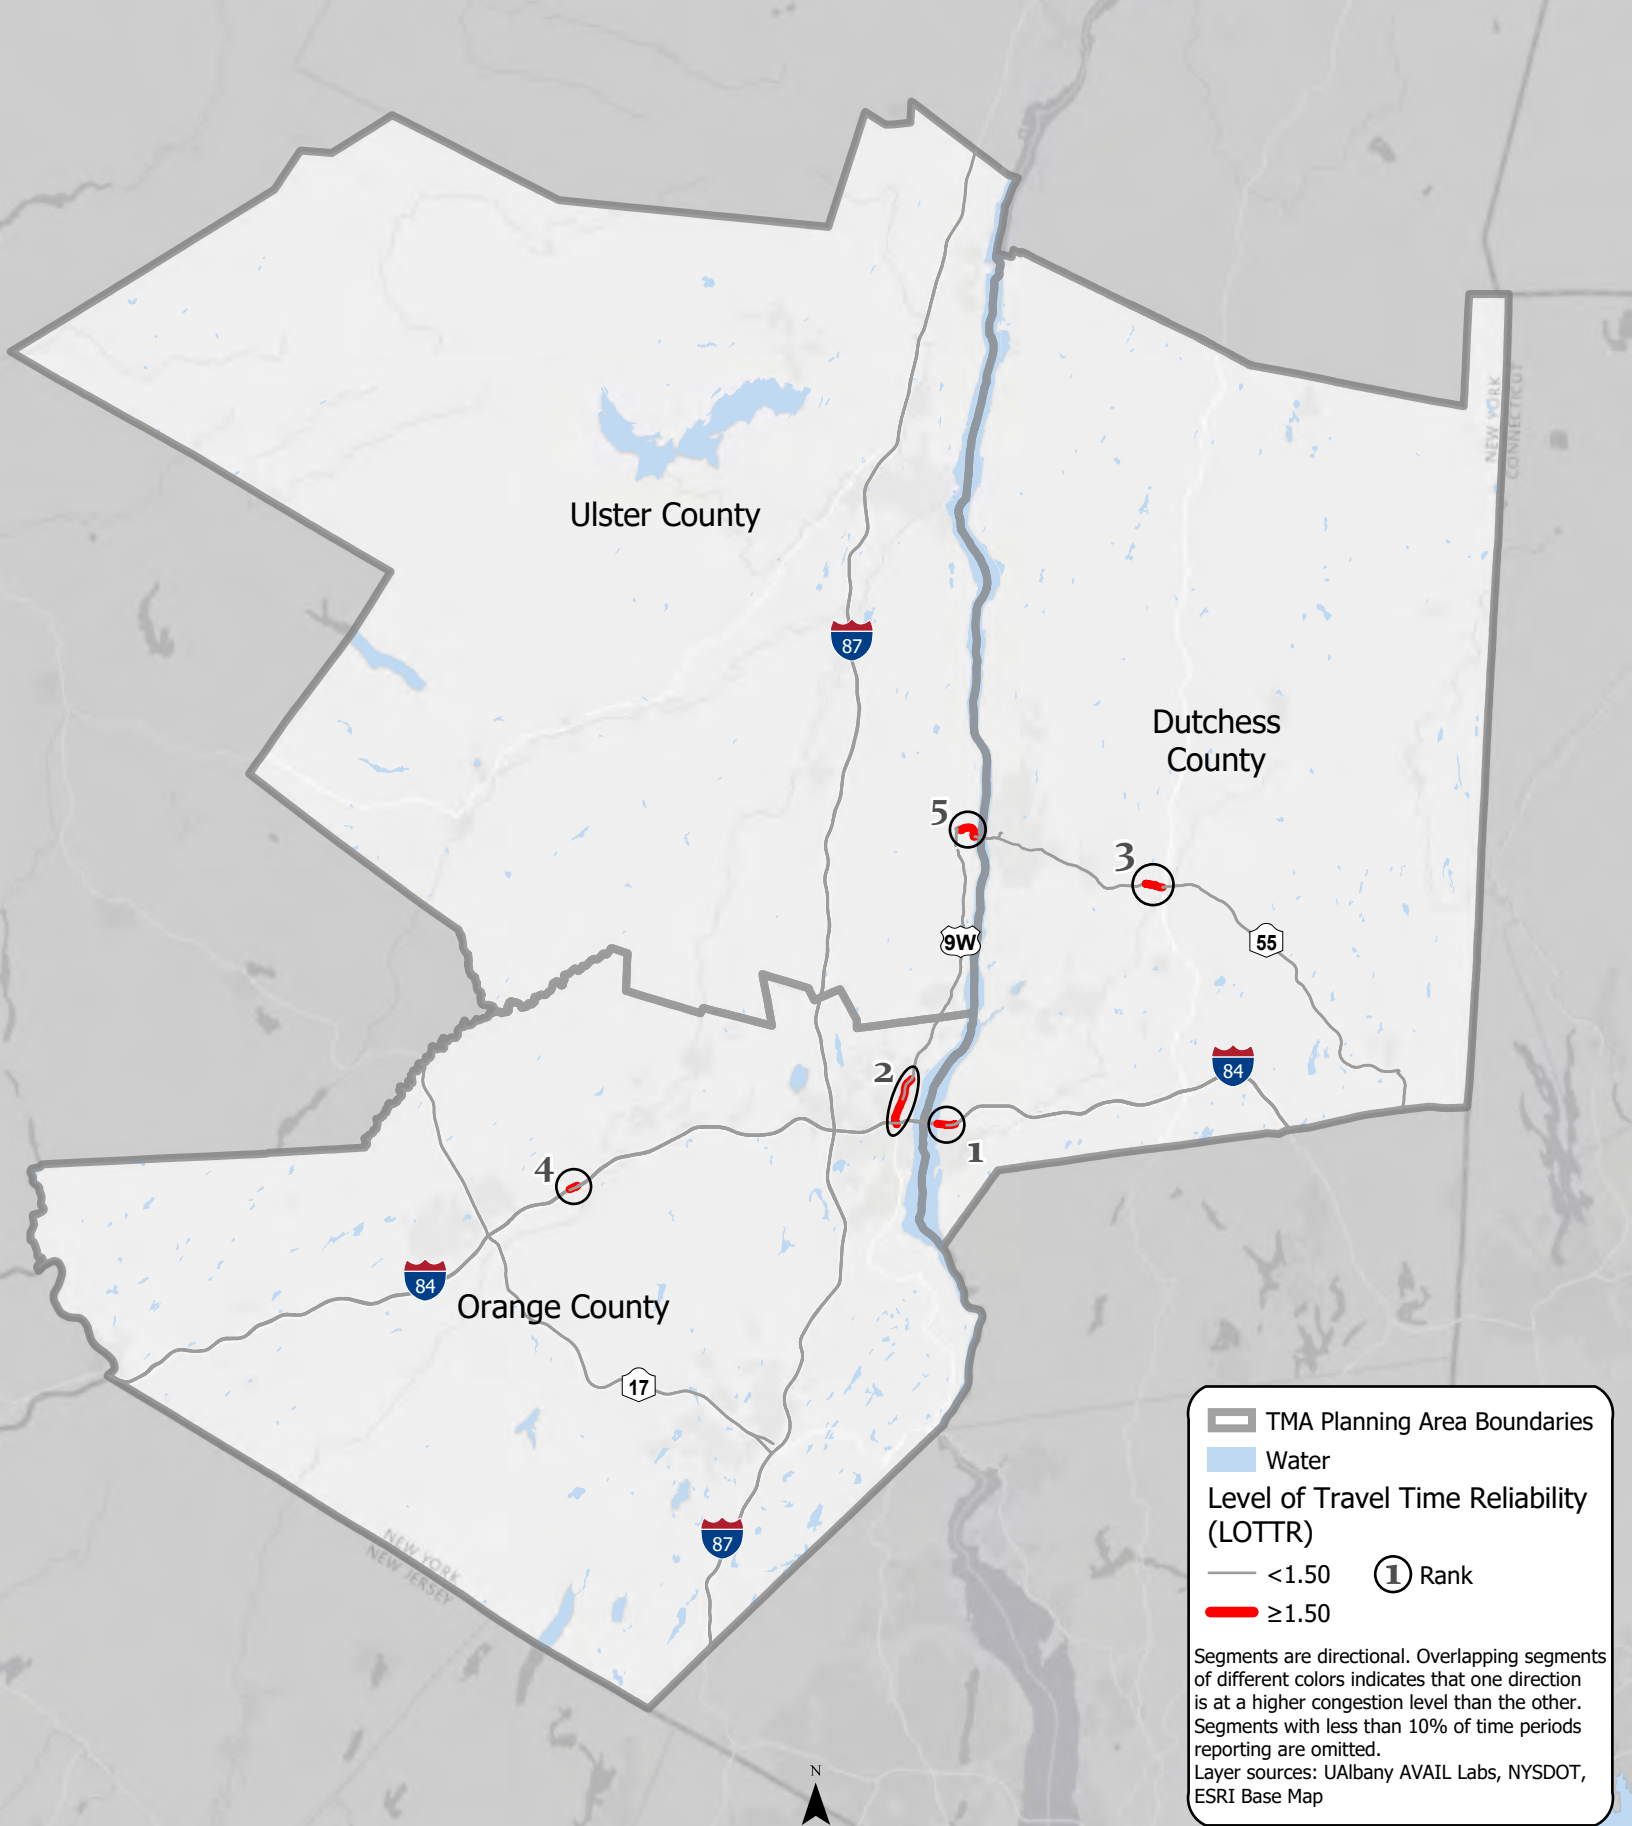 NEW YORK
CONNECTICUT
Ulster County
87
Dutchess
County
5
3
9W
55
2
84
1
4
84
Orange County
17
87
NEW YORK
NEW JERSEY
TMA Planning Area Boundaries
Water
Level of Travel Time Reliability
(LOTTR)
<1.50
1 Rank
≥1.50
Segments are directional. Overlapping segments
of different colors indicates that one direction
is at a higher congestion level than the other.
Segments with less than 10% of time periods
reporting are omitted.
Layer sources: UAlbany AVAIL Labs, NYSDOT,
ESRI Base Map
N